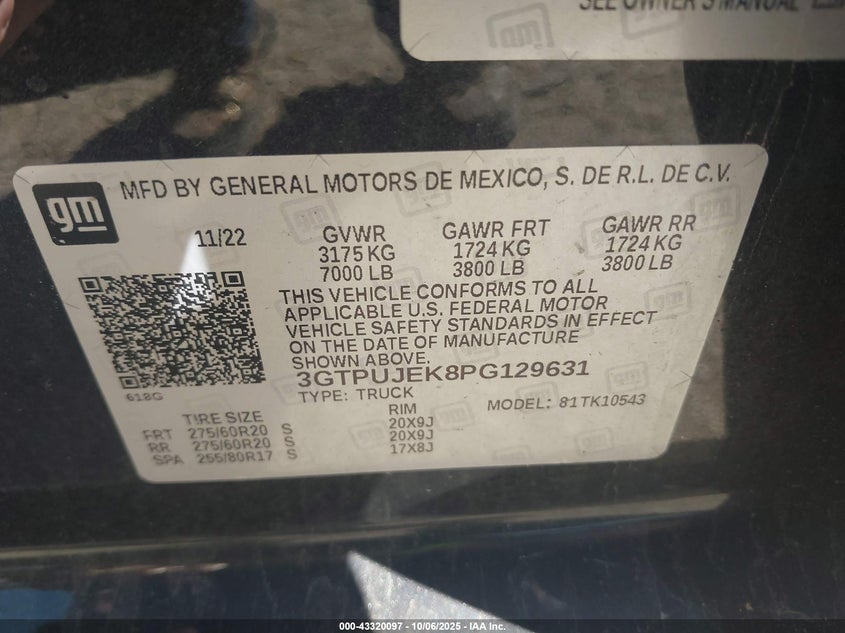 SEE OWNER'S MANUAL
gm
MFD BY GENERAL MOTORS DE MEXICO, S. DE R.L. DE C.V.
11/22 GVWR GAWR FRT GAWR RR
3175 KG 1724 KG 1724 KG
7000 LB 3800 LB 3800 LB
THIS VEHICLE CONFORMS TO ALL
APPLICABLE U.S. FEDERAL MOTOR
VEHICLE SAFETY STANDARDS IN EFFECT
ON THE DATE OF MANUFACTURE
SHOWN ABOVE.
3GTPUJEK8PG129631
618G
TYPE: TRUCK MODEL: 81TK10543
TIRE SIZE RIM
FRT 275/60R20 S 20X9J
RR 275/60R20 S 20X9J
SPA 255/80R17 S 17X8J
000-43320097 - 10/06/2025 - IAA Inc.